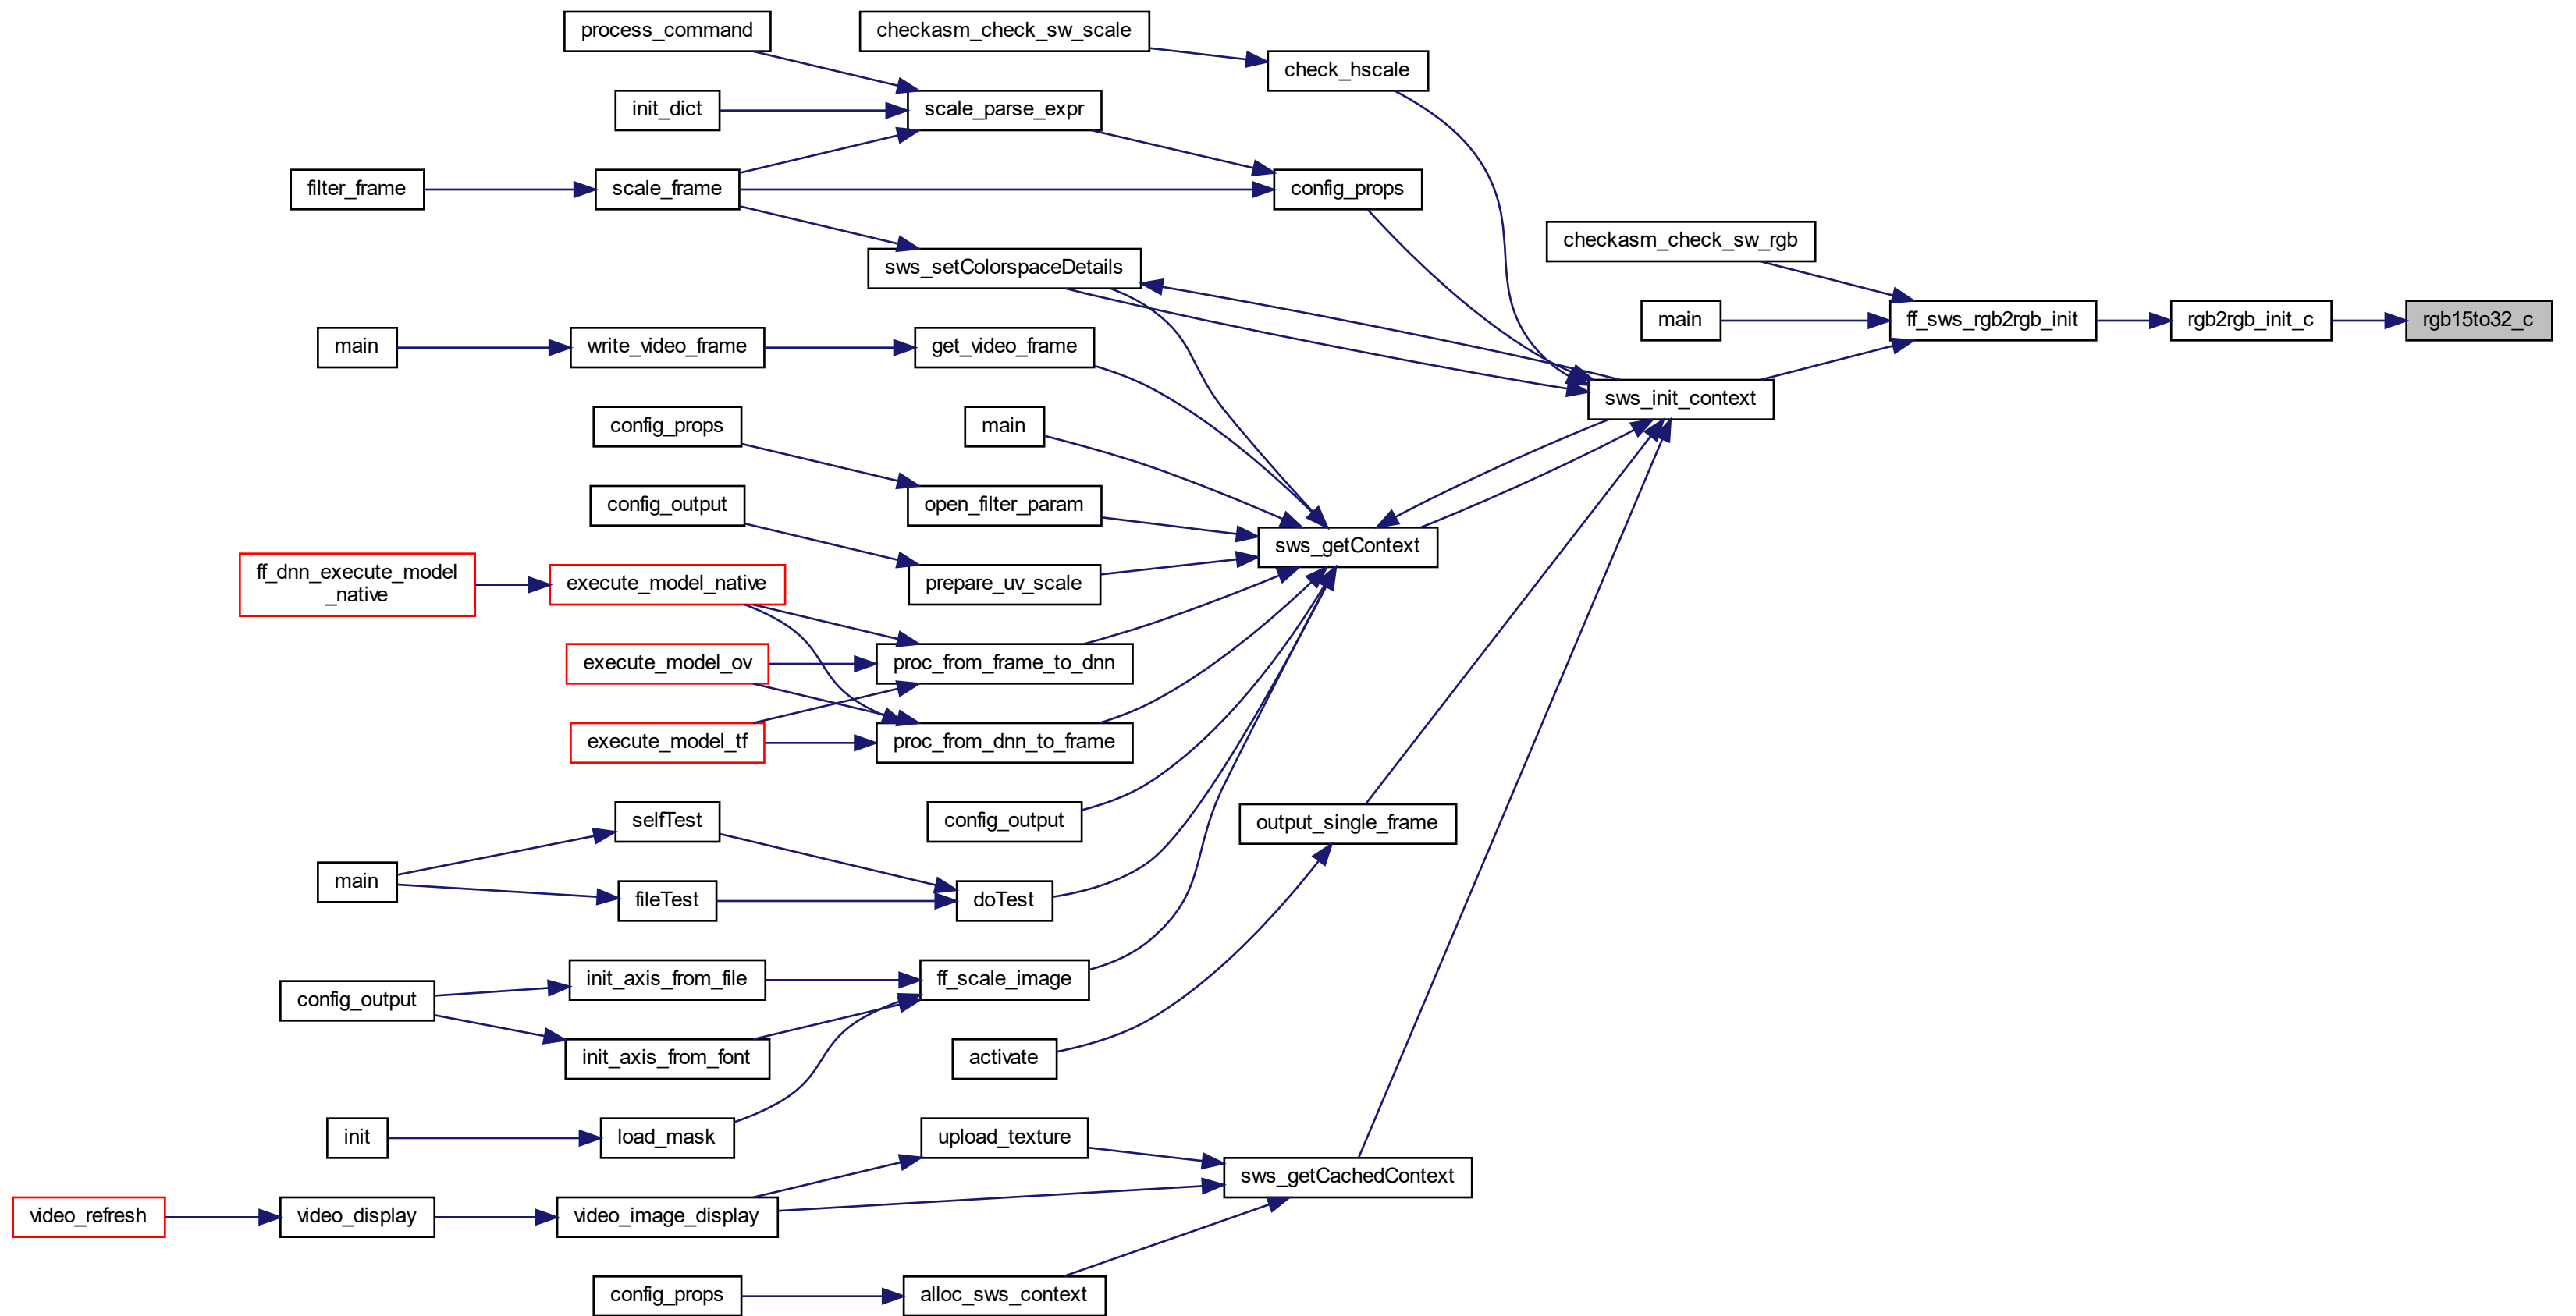 process_command
checkasm_check_sw_scale
check_hscale
init_dict
scale_parse_expr
filter_frame
scale_frame
config_props
checkasm_check_sw_rgb
sws_setColorspaceDetails
main
ff_sws_rgb2rgb_init
rgb2rgb_init_c
rgb15to32_c
main
write_video_frame
get_video_frame
sws_init_context
config_props
main
config_output
open_filter_param
sws_getContext
ff_dnn_execute_model
_native
execute_model_native
prepare_uv_scale
execute_model_ov
proc_from_frame_to_dnn
execute_model_tf
proc_from_dnn_to_frame
selfTest
config_output
output_single_frame
main
fileTest
doTest
config_output
init_axis_from_file
ff_scale_image
init_axis_from_font
activate
init
load_mask
upload_texture
sws_getCachedContext
video_refresh
video_display
video_image_display
config_props
alloc_sws_context